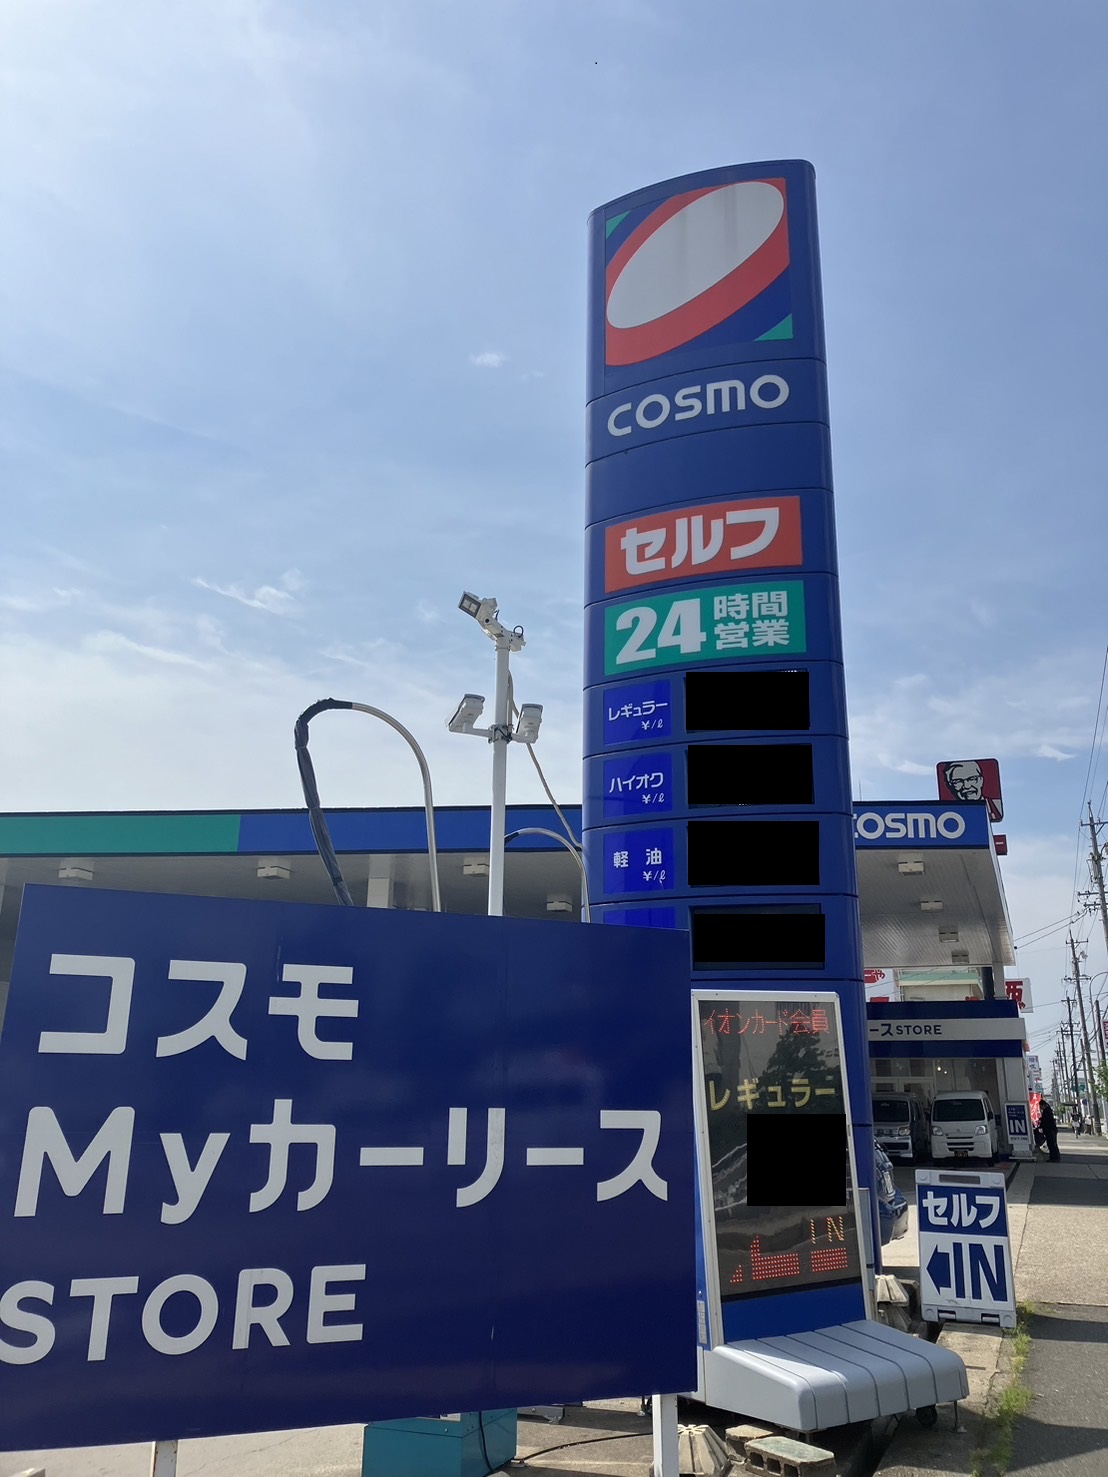 COSMO
セルフ
24時間
営業
レギュラー
¥/ℓ
ハイオク
¥/ℓ
軽油
¥/ℓ
COSMO
コスモ
Myカーリース
STORE
イオンカード会員
レギュラー
IN
ースSTORE
IN
セルフ
IN